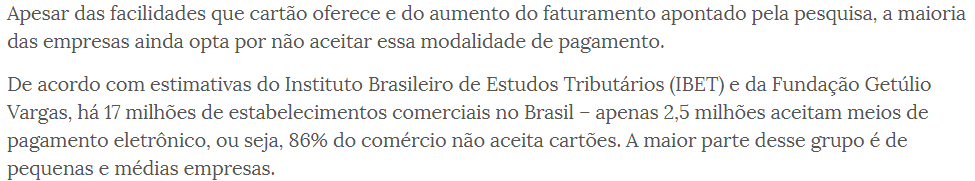 Apesar das facilidades que cartão oferece e do aumento do faturamento apontado pela pesquisa, a maioria
das empresas ainda opta por não aceitar essa modalidade de pagamento.
De acordo com estimativas do Instituto Brasileiro de Estudos Tributários (IBET) e da Fundação Getúlio
Vargas, há 17 milhões de estabelecimentos comerciais no Brasil – apenas 2,5 milhões aceitam meios de
pagamento eletrônico, ou seja, 86% do comércio não aceita cartões. A maior parte desse grupo é de
pequenas e médias empresas.